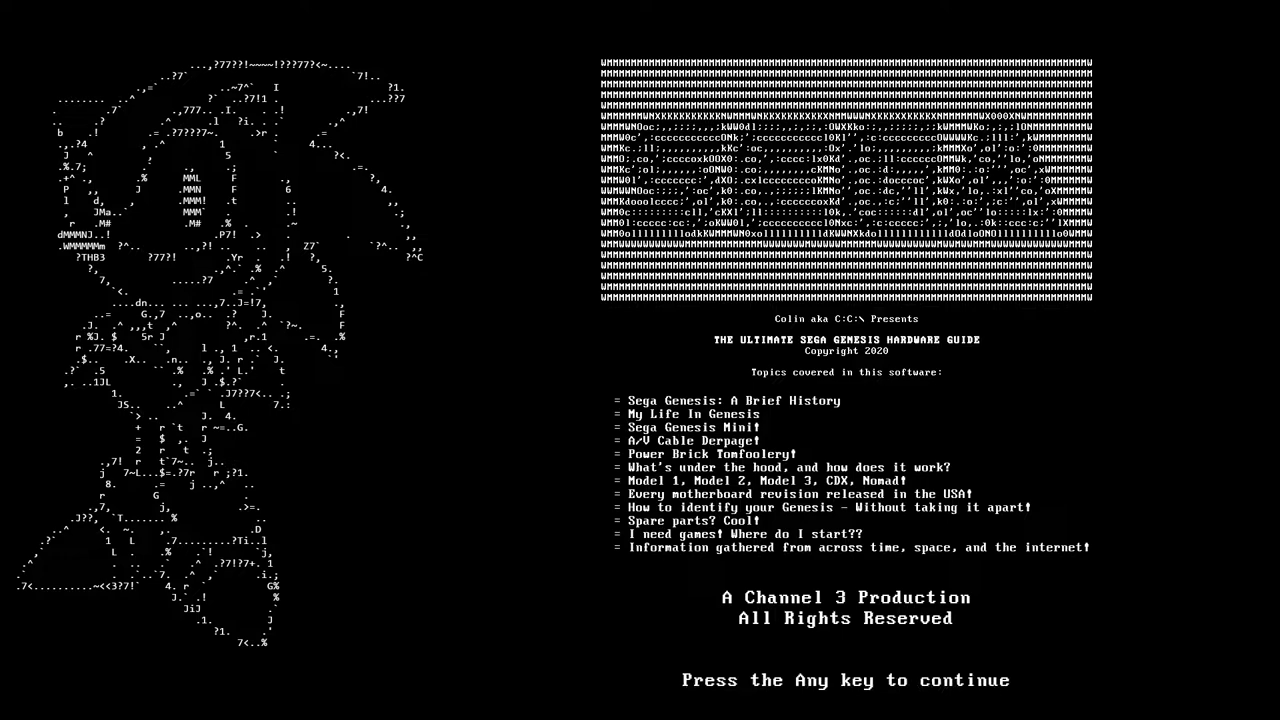 Colin aka C:C:\ Presents
THE ULTIMATE SEGA GENESIS HARDWARE GUIDE
Copyright 2020
Topics covered in this software:
= Sega Genesis: A Brief History
= My Life In Genesis
= Sega Genesis Mini!
= A/V Cable Derpage!
= Power Brick Tomfoolery!
= What's under the hood, and how does it work?
= Model 1, Model 2, Model 3, CDX, Nomad!
= Every motherboard revision released in the USA!
= How to identify your Genesis - Without taking it apart!
= Spare parts? Cool!
= I need games! Where do I start??
= Information gathered from across time, space, and the internet!
A Channel 3 Production
All Rights Reserved
Press the Any key to continue